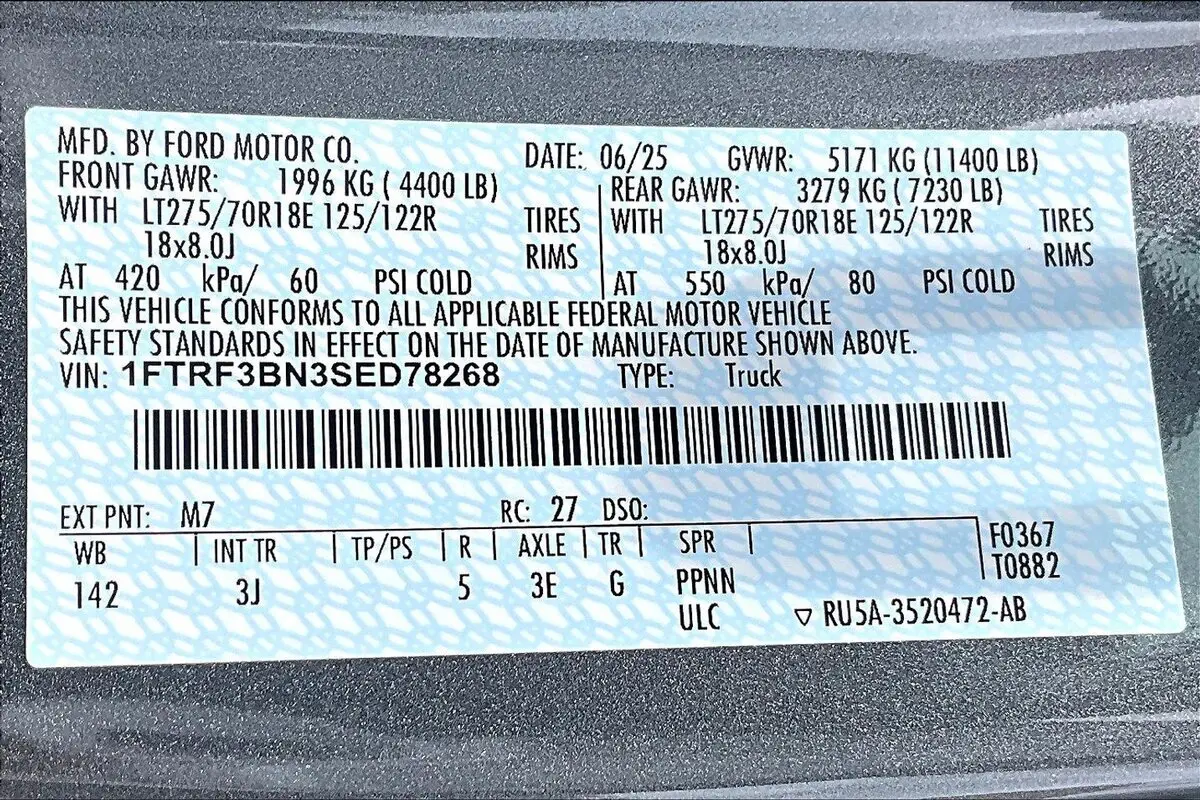 MFD. BY FORD MOTOR CO. DATE: 06/25 GVWR: 5171 KG (11400 LB)
FRONT GAWR: 1996 KG ( 4400 LB) REAR GAWR: 3279 KG ( 7230 LB)
WITH LT275/70R18E 125/122R TIRES WITH LT275/70R18E 125/122R TIRES
18x8.0J RIMS 18x8.0J RIMS
AT 420 kPa/ 60 PSI COLD AT 550 kPa/ 80 PSI COLD
THIS VEHICLE CONFORMS TO ALL APPLICABLE FEDERAL MOTOR VEHICLE
SAFETY STANDARDS IN EFFECT ON THE DATE OF MANUFACTURE SHOWN ABOVE.
VIN: 1FTRF3BN3SED78268 TYPE: Truck
EXT PNT: M7 RC: 27 DSO:
WB INT TR TP/PS R AXLE TR SPR F0367
T0882
142 3J 5 3E G PPNN
ULC ▽ RU5A-3520472-AB